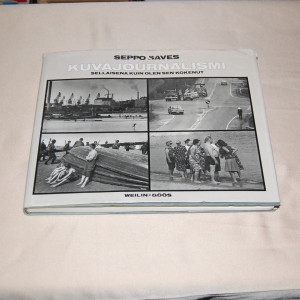 SEPPO SAVES
KUVAJOURNALISMI
SELLAISENA KUIN OLEN SEN KOKENUT
WEILIN+GÖÖS